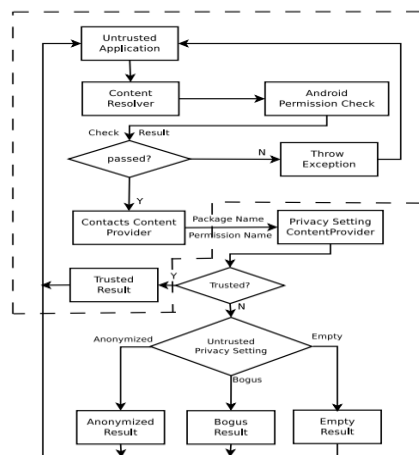 Untrusted
Application
Content
Resolver
Android
Permission Check
Check Result
passed?
N
Throw
Exception
Y
Contacts Content
Provider
Package Name
Permission Name
Privacy Setting
ContentProvider
Trusted
Result
Y
Trusted?
N
Anonymized
Untrusted
Privacy Setting
Empty
Bogus
Anonymized
Result
Bogus
Result
Empty
Result